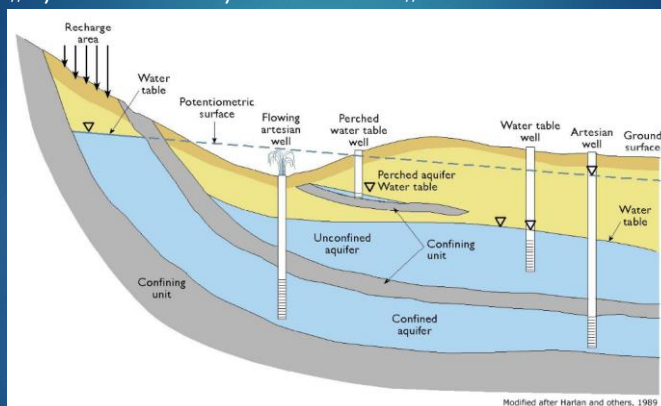 Recharge
area
Water
table
Potentiometric
surface
Flowing
artesian
well
Perched
water table
well
Water table
well
Artesian
well
Ground
surface
Perched aquifer
Water table
Water
table
Unconfined
aquifer
Confining
unit
Confining
unit
Confined
aquifer
Modified after Harlan and others, 1989